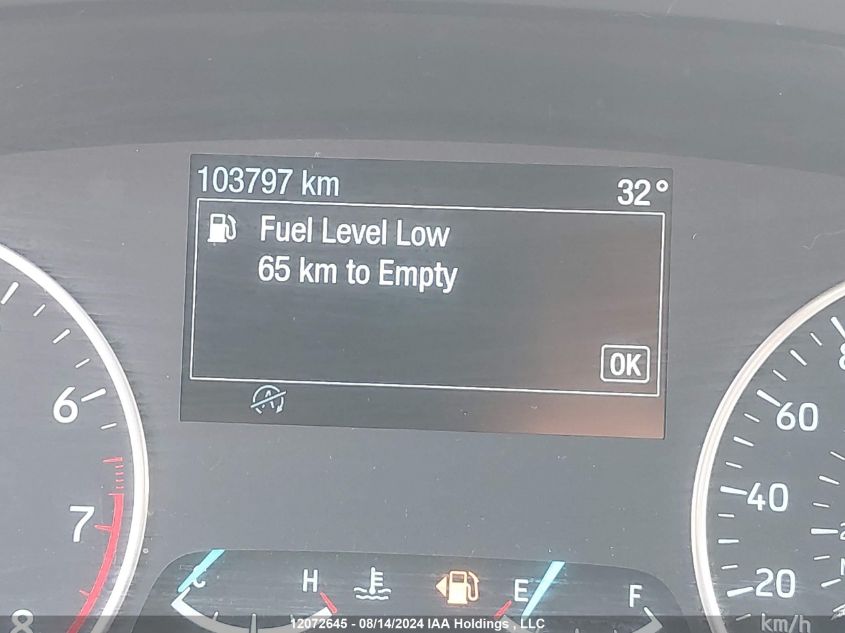 103797 km 32°
Fuel Level Low
65 km to Empty
OK
A
6
7
8
60
40
20
km/h
C H E F
12072645 - 08/14/2024 IAA Holdings , LLC